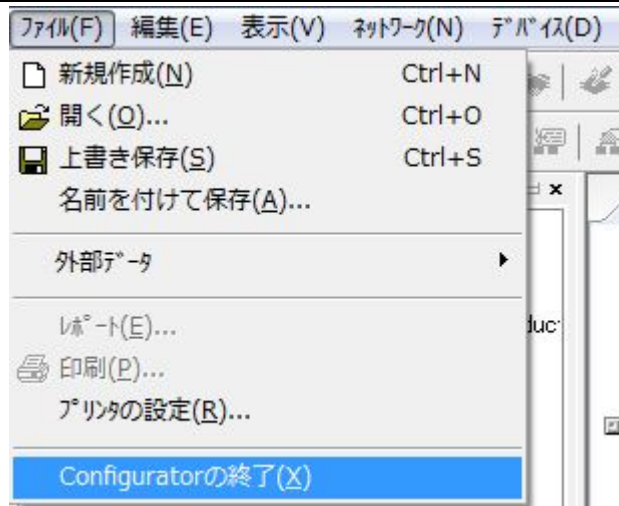 ﾌｧｲﾙ(F) 編集(E) 表示(V) ﾈｯﾄﾜｰｸ(N) ﾃﾞﾊﾞｲｽ(D)
新規作成(N) Ctrl+N
開く(O)... Ctrl+O
上書き保存(S) Ctrl+S
名前を付けて保存(A)...
外部ﾃﾞｰﾀ
ﾚﾎﾟｰﾄ(E)...
duc
印刷(P)...
ﾌﾟﾘﾝﾀの設定(R)...
Configuratorの終了(X)